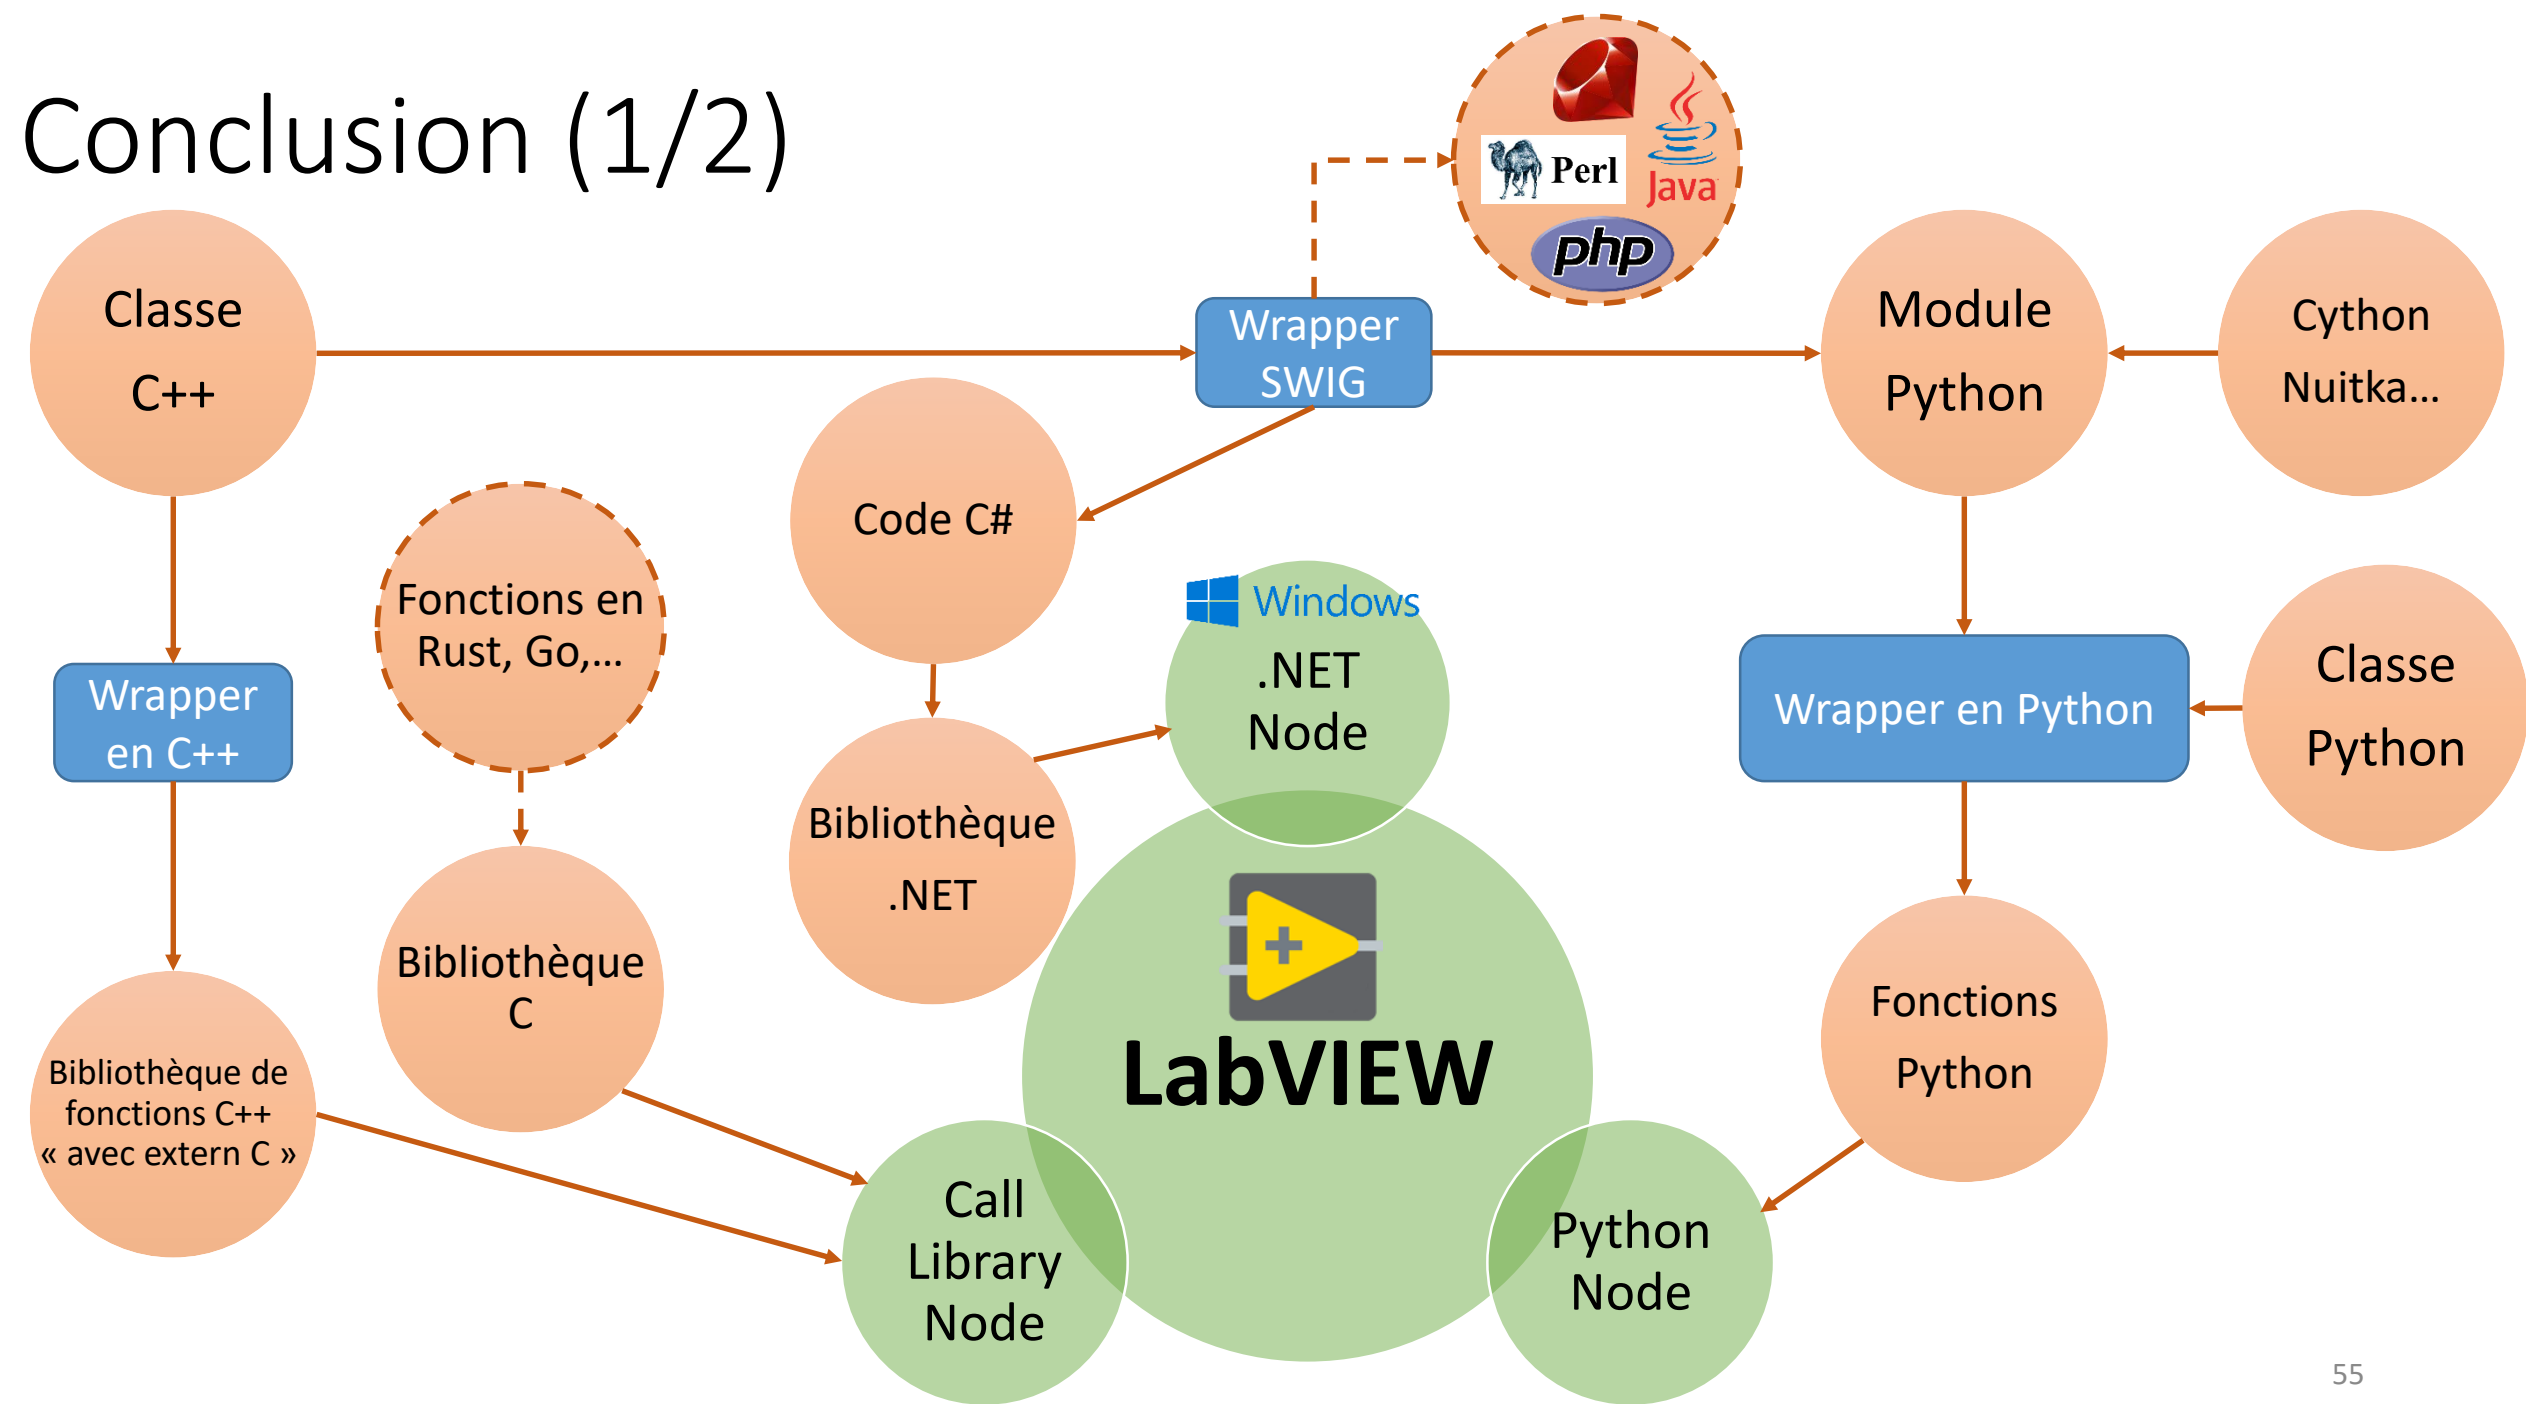 Conclusion (1/2)
Perl
Java
php
Classe
C++
Wrapper
SWIG
Module
Python
Cython
Nuitka…
Code C#
Fonctions en
Rust, Go,…
Windows
.NET
Node
Wrapper
en C++
Wrapper en Python
Classe
Python
Bibliothèque
.NET
Bibliothèque
C
LabVIEW
Fonctions
Python
Bibliothèque de
fonctions C++
« avec extern C »
Call
Library
Node
Python
Node
55